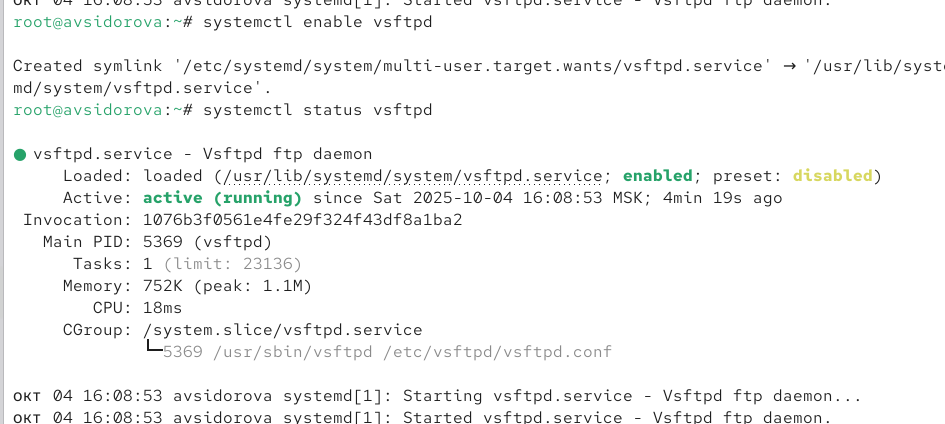 окт 04 16:08:53 avsidorova systemd[1]: Started vsftpd.service - Vsftpd ftp daemon.
root@avsidorova:~# systemctl enable vsftpd
Created symlink '/etc/systemd/system/multi-user.target.wants/vsftpd.service' → '/usr/lib/syste
md/system/vsftpd.service'.
root@avsidorova:~# systemctl status vsftpd
● vsftpd.service - Vsftpd ftp daemon
Loaded: loaded (/usr/lib/systemd/system/vsftpd.service; enabled; preset: disabled)
Active: active (running) since Sat 2025-10-04 16:08:53 MSK; 4min 19s ago
Invocation: 1076b3f0561e4fe29f324f43df8a1ba2
Main PID: 5369 (vsftpd)
Tasks: 1 (limit: 23136)
Memory: 752K (peak: 1.1M)
CPU: 18ms
CGroup: /system.slice/vsftpd.service
└─5369 /usr/sbin/vsftpd /etc/vsftpd/vsftpd.conf
окт 04 16:08:53 avsidorova systemd[1]: Starting vsftpd.service - Vsftpd ftp daemon...
окт 04 16:08:53 avsidorova systemd[1]: Started vsftpd.service - Vsftpd ftp daemon.